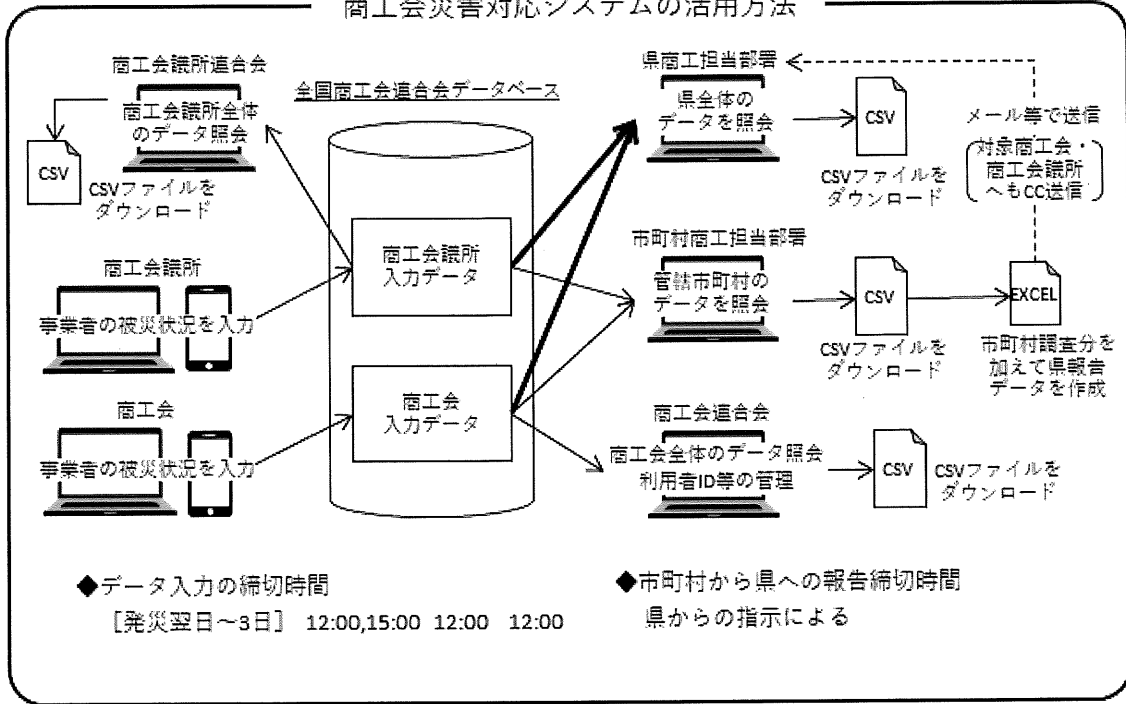 商工会災害対応システムの活用方法
商工会議所連合会
商工会議所全体
のデータ照会
CSV
CSVファイルを
ダウンロード
全国商工会連合会データベース
商工会議所
入力データ
商工会
入力データ
商工会議所
事業者の被災状況を入力
商工会
事業者の被災状況を入力
県商工担当部署
県全体の
データを照会
CSV
CSVファイルを
ダウンロード
メール等で送信
対象商工会・
商工会議所
へもCC送信
市町村商工担当部署
管轄市町村の
データを照会
CSV
CSVファイルを
ダウンロード
EXCEL
市町村調査分を
加えて県報告
データを作成
商工会連合会
商工会全体のデータ照会
利用者ID等の管理
CSV
CSVファイルを
ダウンロード
◆データ入力の締切時間
［発災翌日～3日］ 12:00,15:00 12:00 12:00
◆市町村から県への報告締切時間
県からの指示による